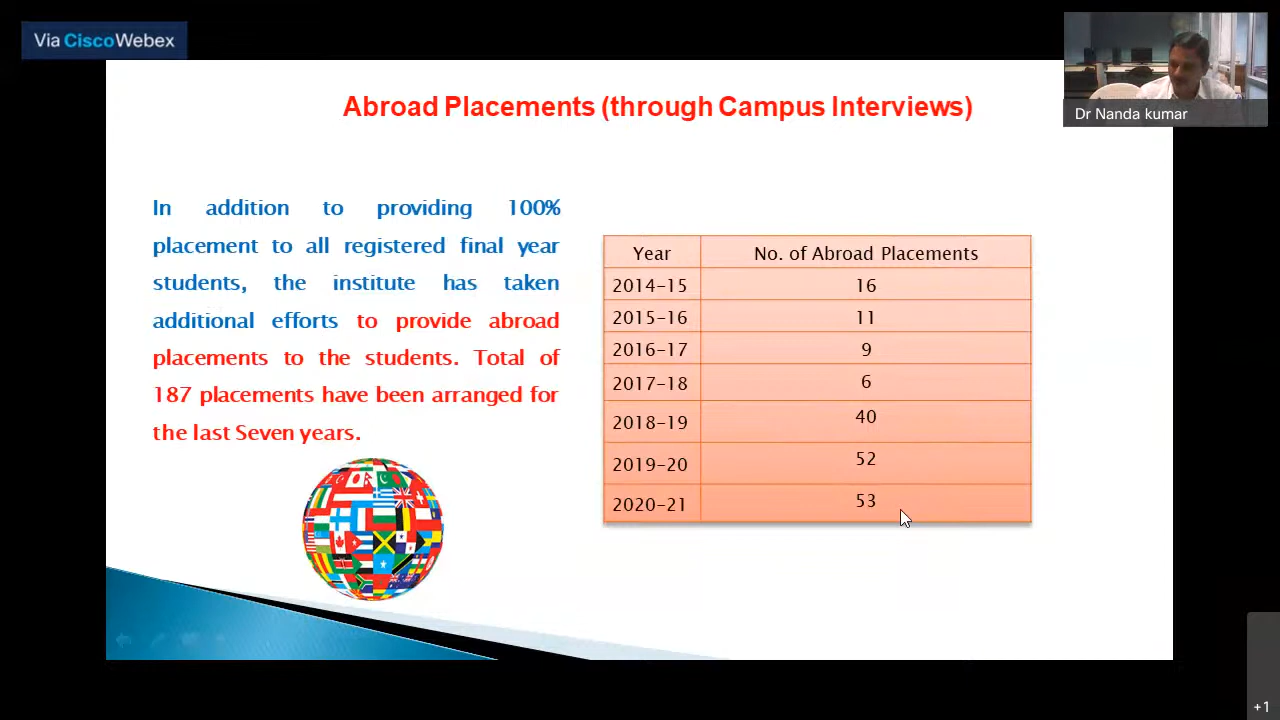 Via CiscoWebex
Abroad Placements (through Campus Interviews)
Dr Nanda kumar
In addition to providing 100%
placement to all registered final year
students, the institute has taken
additional efforts to provide abroad
placements to the students. Total of
187 placements have been arranged for
the last Seven years.
Year No. of Abroad Placements
2014-15 16
2015-16 11
2016-17 9
2017-18 6
2018-19 40
2019-20 52
2020-21 53
+1